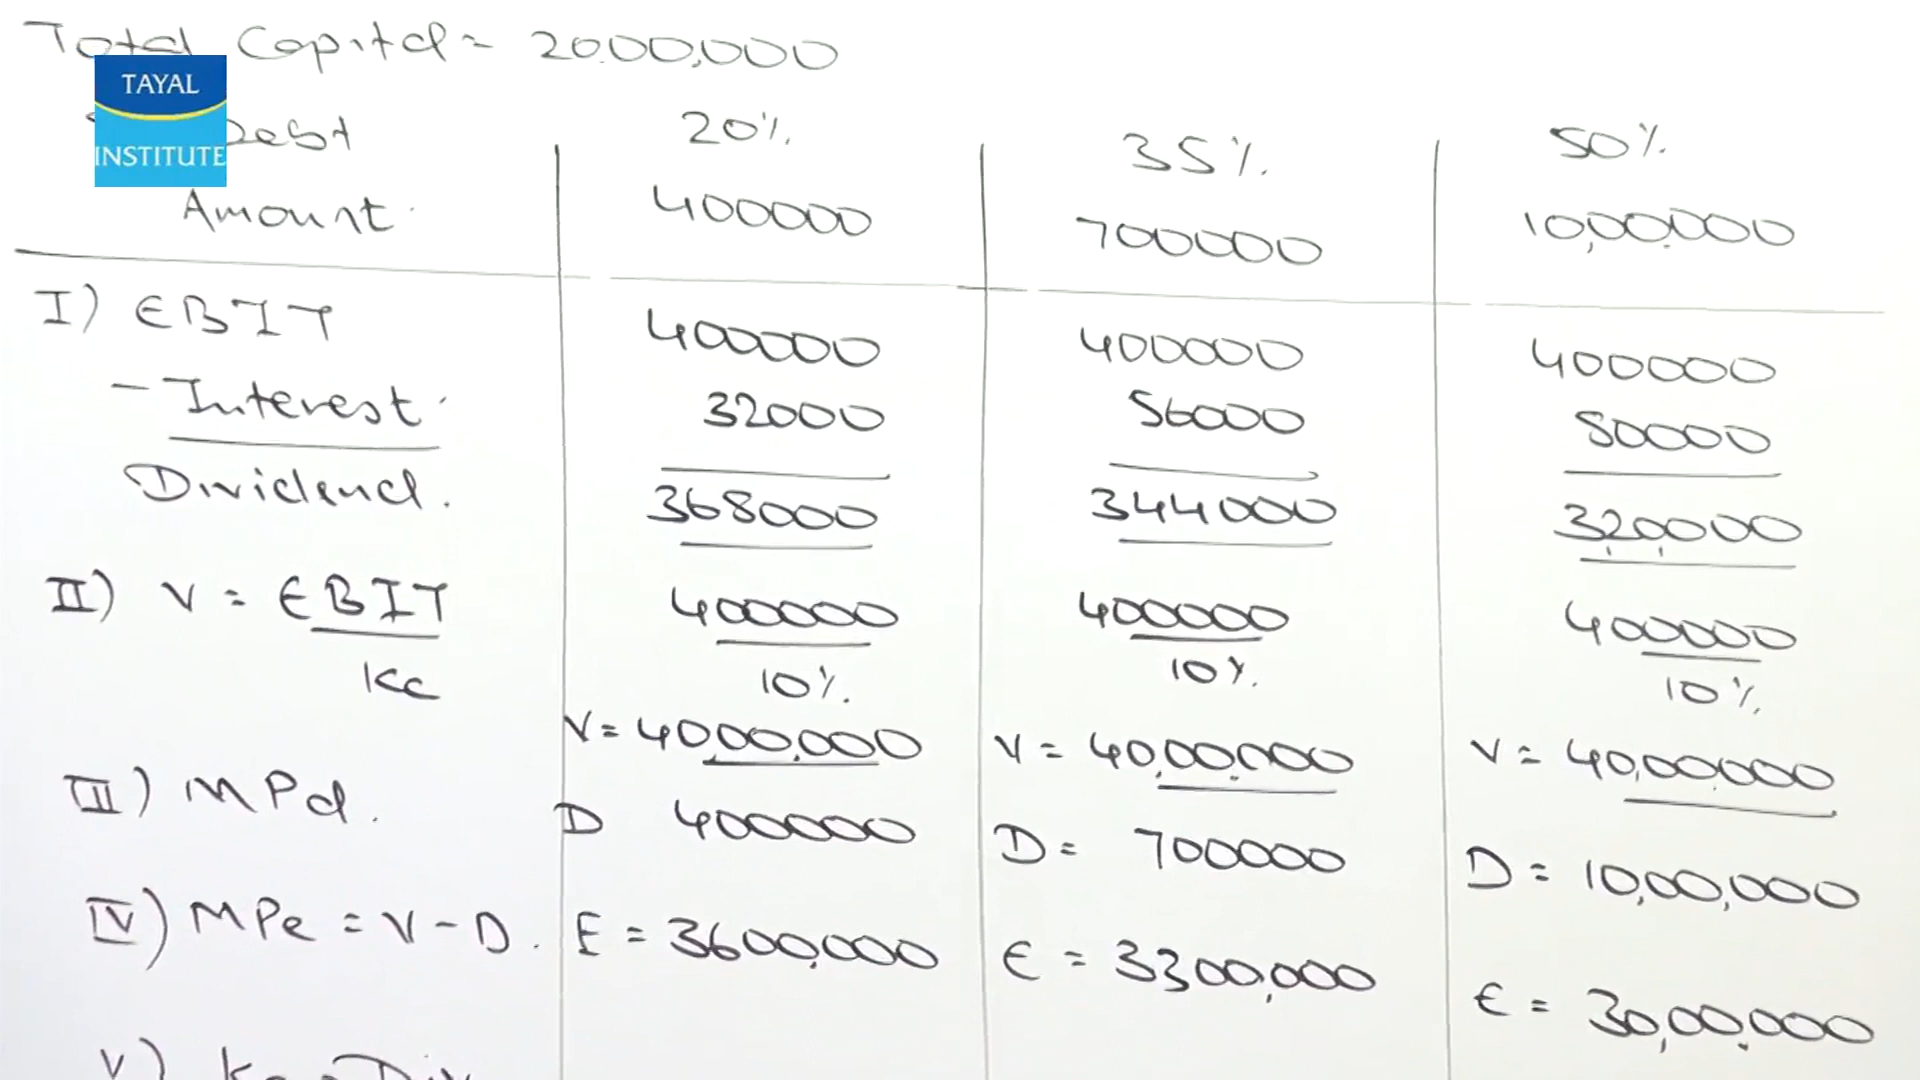 Total Capital = 2000,000
TAYAL
INSTITUTE
Debt 20% 35% 50%
Amount 400000 700000 10,00,000
I) EBIT 400000 400000 400000
- Interest 32000 56000 80000
Dividend. 368000 344000 320,000
II) V = EBIT 400000 400000 400000
Kc 10%. 10%. 10%.
V = 40,00,000 V = 40,00,000 V = 40,00,000
III) MPd. D 400000 D = 700000 D = 10,00,000
IV) MPe = V - D. E = 3600,000 E = 3300,000 E = 30,00,000
V)